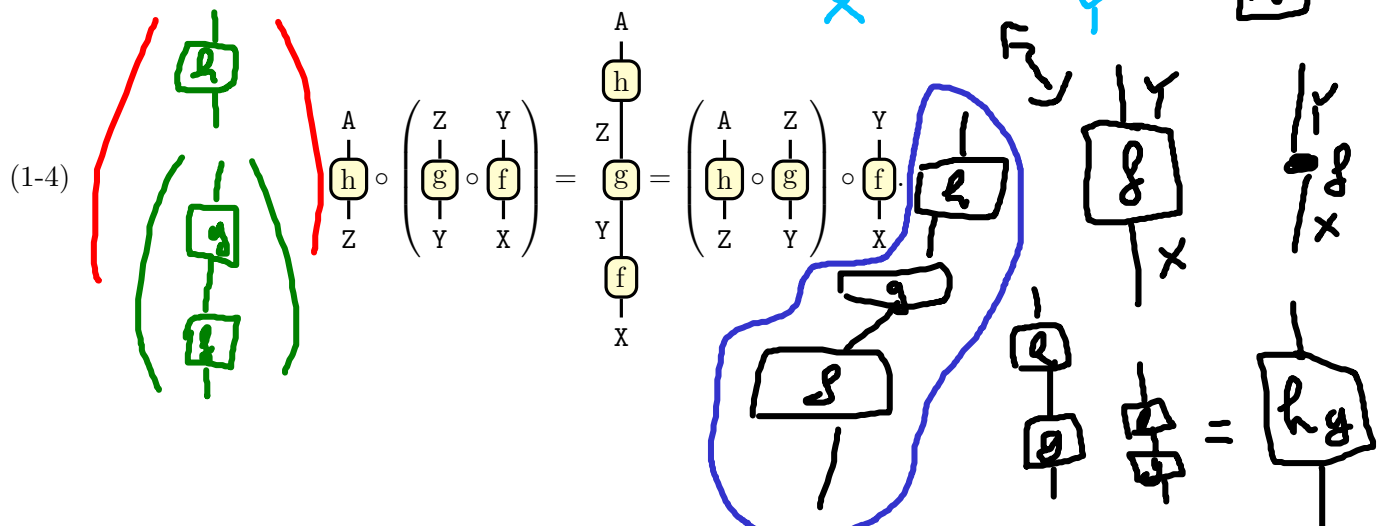 X Y
A
h
(1-4) h A Z h ∘ ( Z g Y ∘ Y f X ) = Z g Y = ( A h Z ∘ Z g Y ) ∘ Y f X .
f
X
g
f
h
g
f
Y
f
X
Y
f
X
h
g
h
g
=
hg